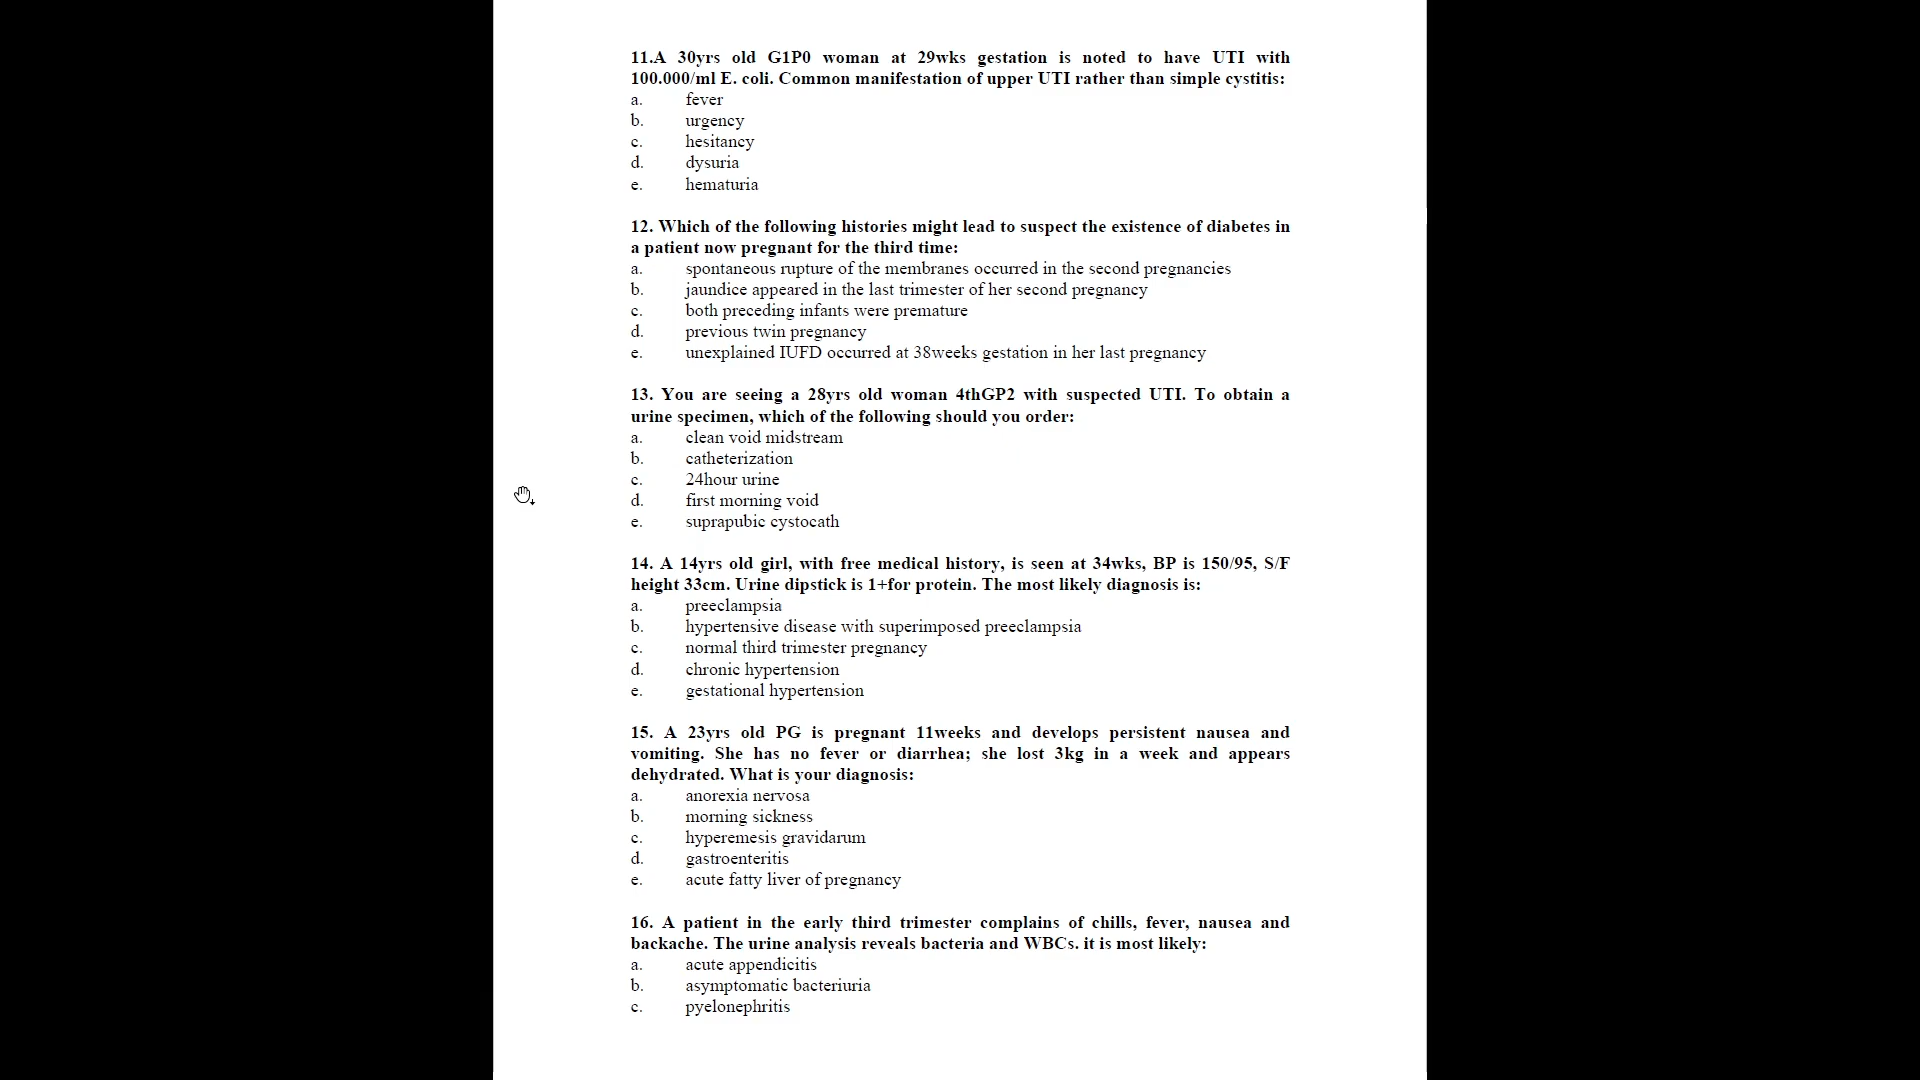 11.A 30yrs old G1P0 woman at 29wks gestation is noted to have UTI with
100.000/ml E. coli. Common manifestation of upper UTI rather than simple cystitis:
a. fever
b. urgency
c. hesitancy
d. dysuria
e. hematuria
12. Which of the following histories might lead to suspect the existence of diabetes in
a patient now pregnant for the third time:
a. spontaneous rupture of the membranes occurred in the second pregnancies
b. jaundice appeared in the last trimester of her second pregnancy
c. both preceding infants were premature
d. previous twin pregnancy
e. unexplained IUFD occurred at 38weeks gestation in her last pregnancy
13. You are seeing a 28yrs old woman 4thGP2 with suspected UTI. To obtain a
urine specimen, which of the following should you order:
a. clean void midstream
b. catheterization
c. 24hour urine
d. first morning void
e. suprapubic cystocath
14. A 14yrs old girl, with free medical history, is seen at 34wks, BP is 150/95, S/F
height 33cm. Urine dipstick is 1+for protein. The most likely diagnosis is:
a. preeclampsia
b. hypertensive disease with superimposed preeclampsia
c. normal third trimester pregnancy
d. chronic hypertension
e. gestational hypertension
15. A 23yrs old PG is pregnant 11weeks and develops persistent nausea and
vomiting. She has no fever or diarrhea; she lost 3kg in a week and appears
dehydrated. What is your diagnosis:
a. anorexia nervosa
b. morning sickness
c. hyperemesis gravidarum
d. gastroenteritis
e. acute fatty liver of pregnancy
16. A patient in the early third trimester complains of chills, fever, nausea and
backache. The urine analysis reveals bacteria and WBCs. it is most likely:
a. acute appendicitis
b. asymptomatic bacteriuria
c. pyelonephritis